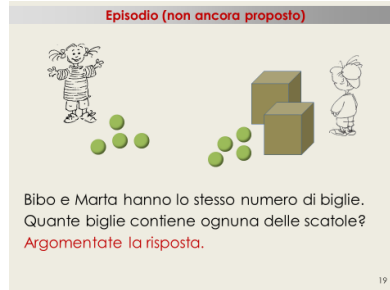 Episodio (non ancora proposto)
Bibo e Marta hanno lo stesso numero di biglie.
Quante biglie contiene ognuna delle scatole?
Argomentate la risposta.
19